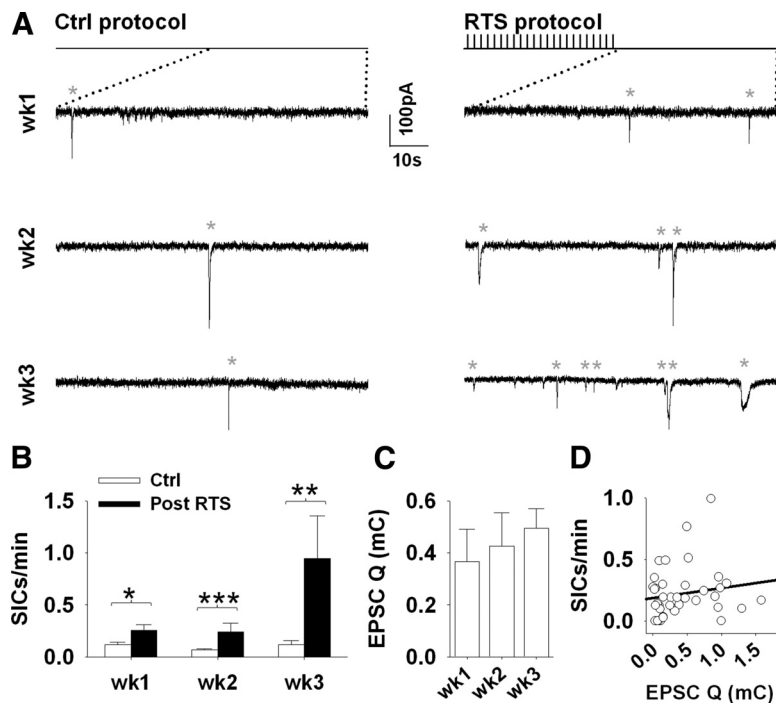 A Ctrl protocol RTS protocol
*
* *
wk1
100pA
10s
*
* * *
wk2
*
* * * * * * *
wk3
B
Ctrl
Post RTS
SICs/min
1.5
1.0
0.5
0.0
* *** **
wk1 wk2 wk3
C
EPSC Q (mC)
0.6
0.4
0.2
0.0
wk1 wk2 wk3
D
SICs/min
1.0
0.5
0.0
0.0 0.5 1.0 1.5
EPSC Q (mC)